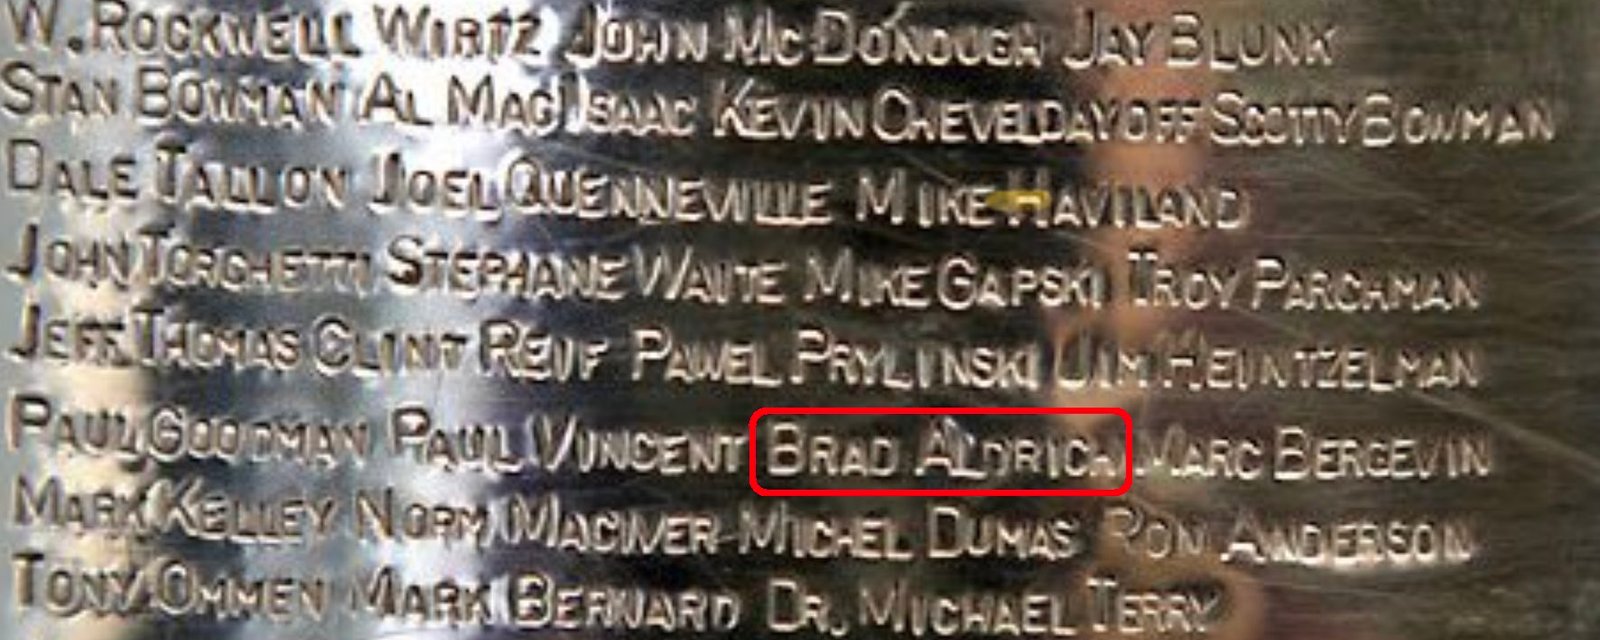 W. ROCKWELL WIRTZ JOHN MCDONOUGH JAY BLUNK
STAN BOWMAN AL MACISAAC KEVIN CHEVELDAYOFF SCOTTY BOWMAN
DALE TALLON JOEL QUENNEVILLE MIKE HAVILAND
JOHN TORCHETTI STEPHANE WAITE MIKE GAPSKI TROY PARCHMAN
JEFF THOMAS CLINT REIF PAWEL PRYLINSKI JIM HEINTZELMAN
PAUL GOODMAN PAUL VINCENT BRAD ALDRICH MARC BERGEVIN
MARK KELLEY NORM MACIVER MICHEL DUMAS RON ANDERSON
TONY OMMEN MARK BERNARD DR. MICHAEL TERRY